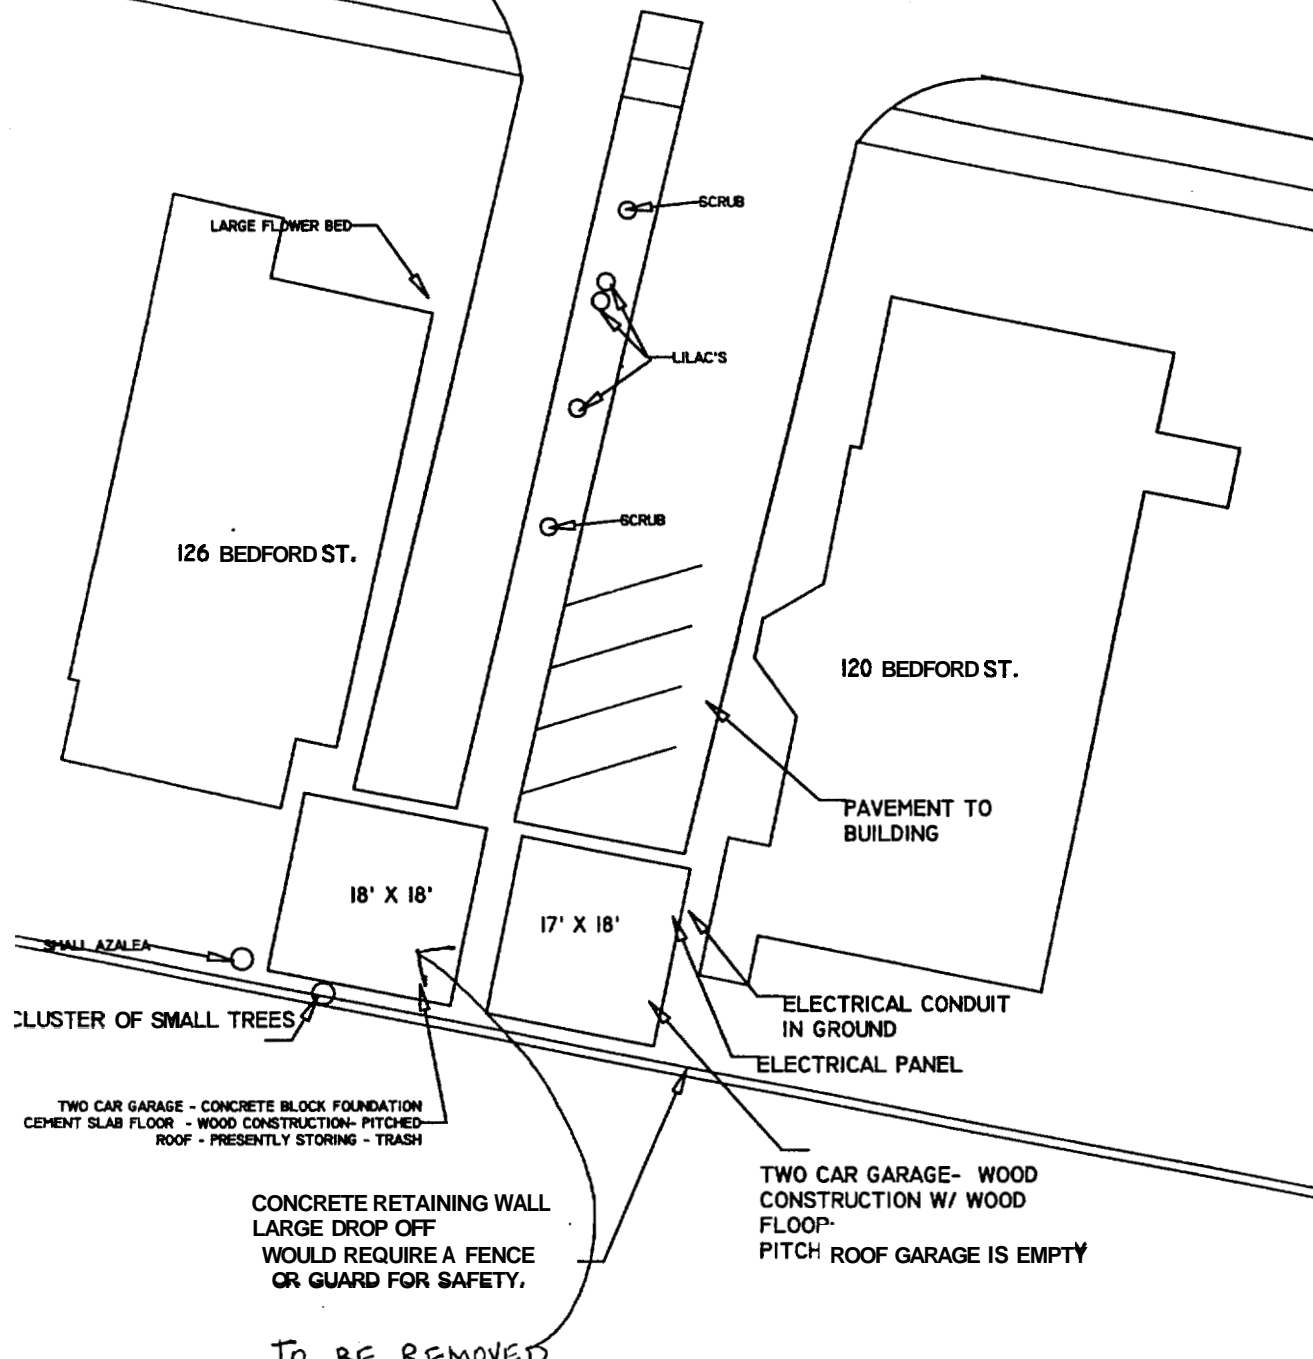 SCRUB
LARGE FLOWER BED
LILAC'S
SCRUB
126 BEDFORD ST.
120 BEDFORD ST.
PAVEMENT TO
BUILDING
18' X 18'
17' X 18'
SMALL AZALEA
CLUSTER OF SMALL TREES
ELECTRICAL CONDUIT
IN GROUND
ELECTRICAL PANEL
TWO CAR GARAGE - CONCRETE BLOCK FOUNDATION
CEMENT SLAB FLOOR - WOOD CONSTRUCTION- PITCHED
ROOF - PRESENTLY STORING - TRASH
TWO CAR GARAGE- WOOD
CONSTRUCTION W/ WOOD
FLOOP-
PITCH ROOF GARAGE IS EMPTY
CONCRETE RETAINING WALL
LARGE DROP OFF
WOULD REQUIRE A FENCE
OR GUARD FOR SAFETY.
TO BE REMOVED